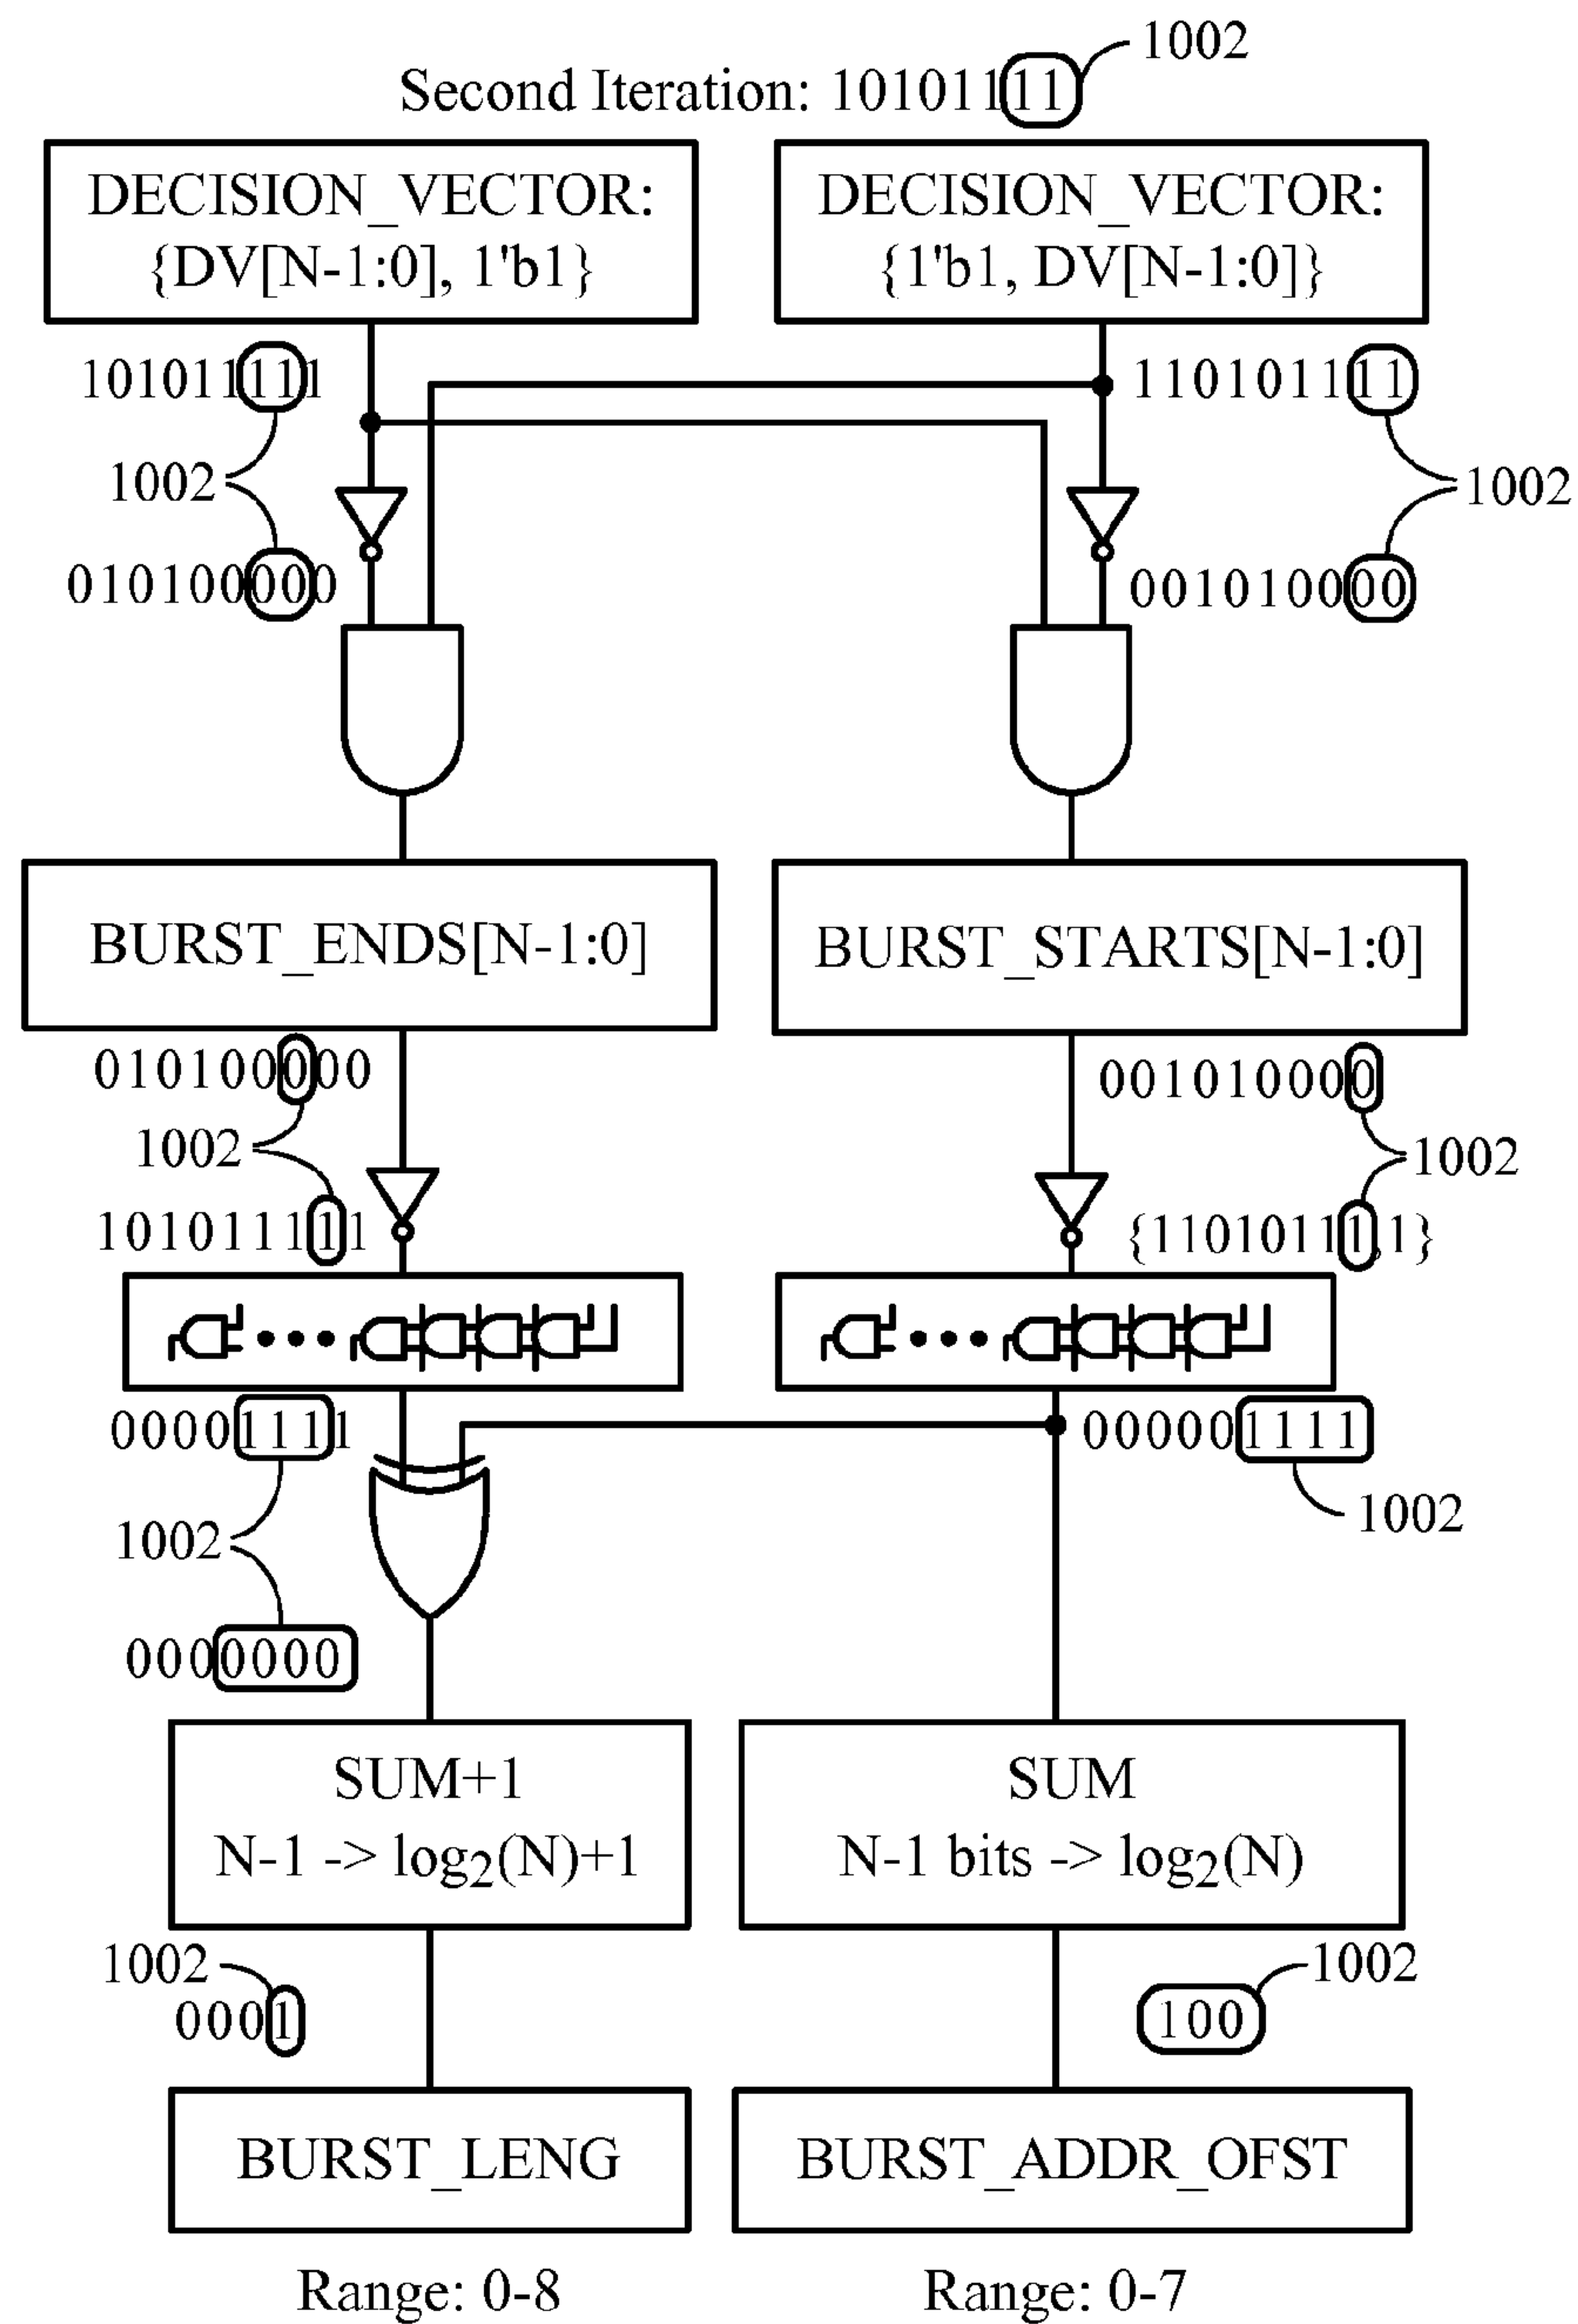 1002
Second Iteration: 10101111
DECISION_VECTOR:
{DV[N-1:0], 1'b1}
DECISION_VECTOR:
{1'b1, DV[N-1:0]}
101011111
110101111
1002
1002
010100000
001010000
BURST_ENDS[N-1:0]
BURST_STARTS[N-1:0]
010100000
001010000
1002
1002
101011111
{11010111,1}
000011111
000001111
1002
1002
0000000
SUM+1
N-1 -> log2(N)+1
SUM
N-1 bits -> log2(N)
1002
1002
0001
100
BURST_LENG
BURST_ADDR_OFST
Range: 0-8
Range: 0-7